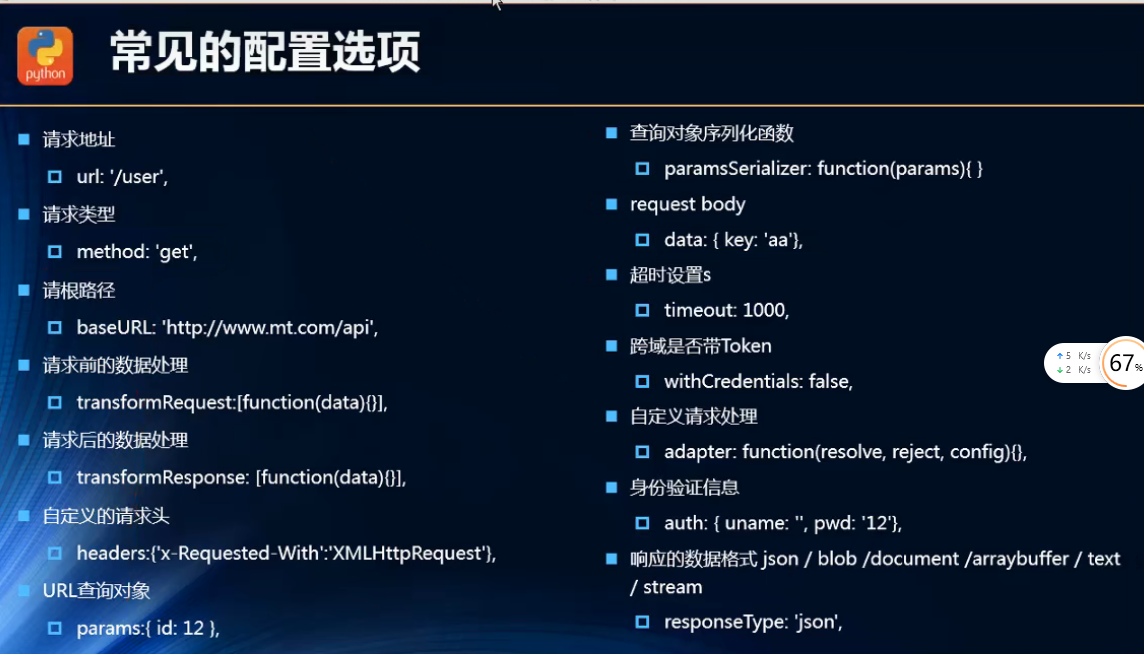 python
常见的配置选项
请求地址
url: '/user',
请求类型
method: 'get',
请根路径
baseURL: 'http://www.mt.com/api',
请求前的数据处理
transformRequest:[function(data){}],
请求后的数据处理
transformResponse: [function(data){}],
自定义的请求头
headers:{'x-Requested-With':'XMLHttpRequest'},
URL查询对象
params:{ id: 12 },
查询对象序列化函数
paramsSerializer: function(params){ }
request body
data: { key: 'aa'},
超时设置s
timeout: 1000,
跨域是否带Token
withCredentials: false,
自定义请求处理
adapter: function(resolve, reject, config){},
身份验证信息
auth: { uname: '', pwd: '12'},
响应的数据格式 json / blob /document /arraybuffer / text
/ stream
responseType: 'json',
↑ 5 K/s
↓ 2 K/s
67%